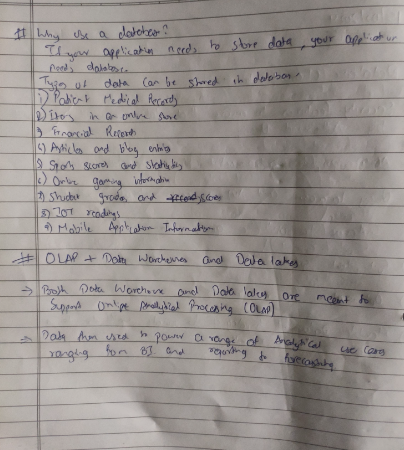 # Why use a database?
If your application needs to store data, your application
needs database.
Types of data can be stored in database.
1) Patient Medical Records
2) Items in an online store
3) Financial Records
4) Articles and blog entries
5) Sports scores and statistics
6) Online gaming information
7) Student grades and scores
8) IOT readings
9) Mobile Application Information
# OLAP + Data Warehouses and Data lakes
→ Both Data Warehouse and Data lakes are meant to
Support Online Analytical Processing (OLAP)
→ Data then used to power a range of Analytical use cases
ranging from BI and reporting to forecasting